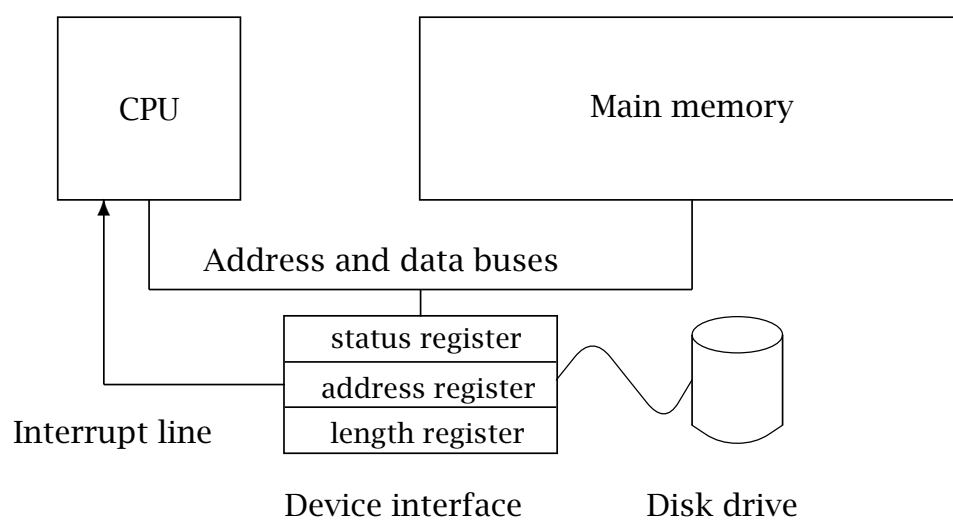 CPU
Main memory
Address and data buses
status register
address register
length register
Interrupt line
Device interface
Disk drive